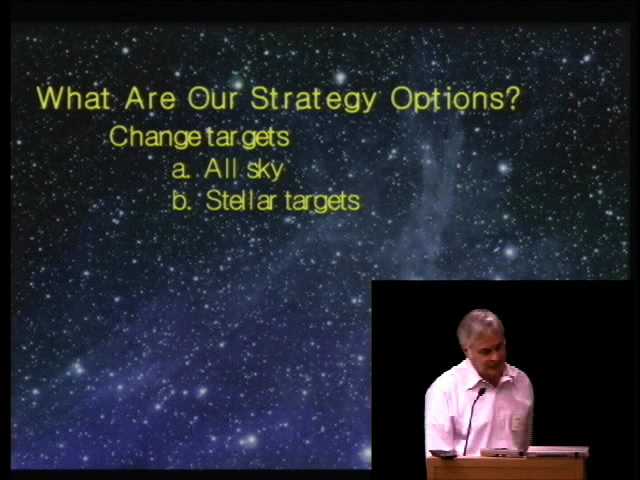 What Are Our Strategy Options?
Change targets
a. All sky
b. Stellar targets